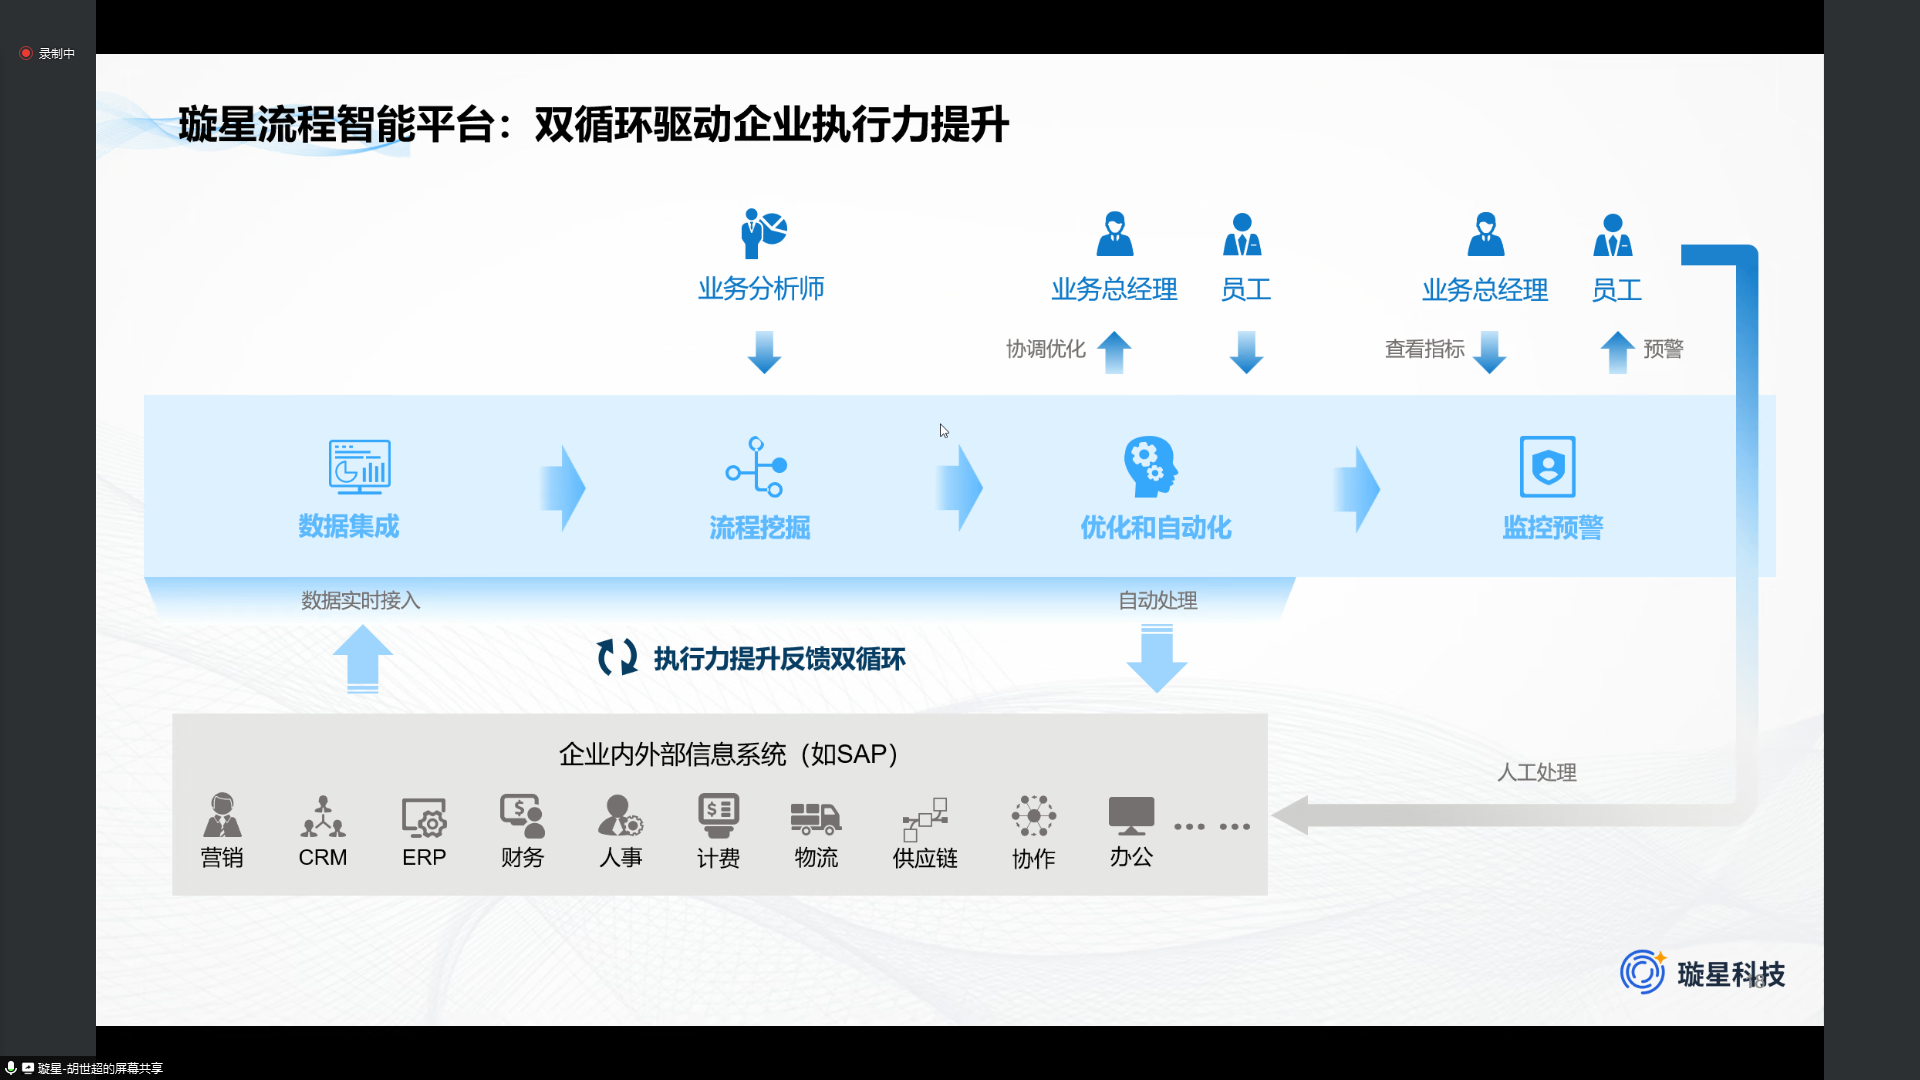 录制中
璇星流程智能平台：双循环驱动企业执行力提升
业务分析师
业务总经理
员工
业务总经理
员工
协调优化
查看指标
预警
数据集成
流程挖掘
优化和自动化
监控预警
数据实时接入
自动处理
执行力提升反馈双循环
企业内外部信息系统（如SAP）
人工处理
营销
CRM
ERP
财务
人事
计费
物流
供应链
协作
办公
... ...
璇星科技
璇星-胡世超的屏幕共享